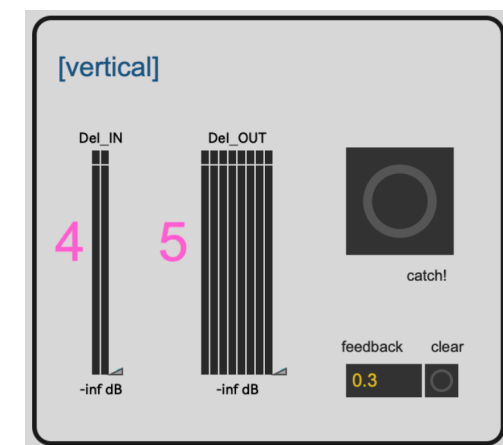 [vertical]
Del_IN
Del_OUT
4
5
catch!
feedback
clear
0.3
-inf dB
-inf dB